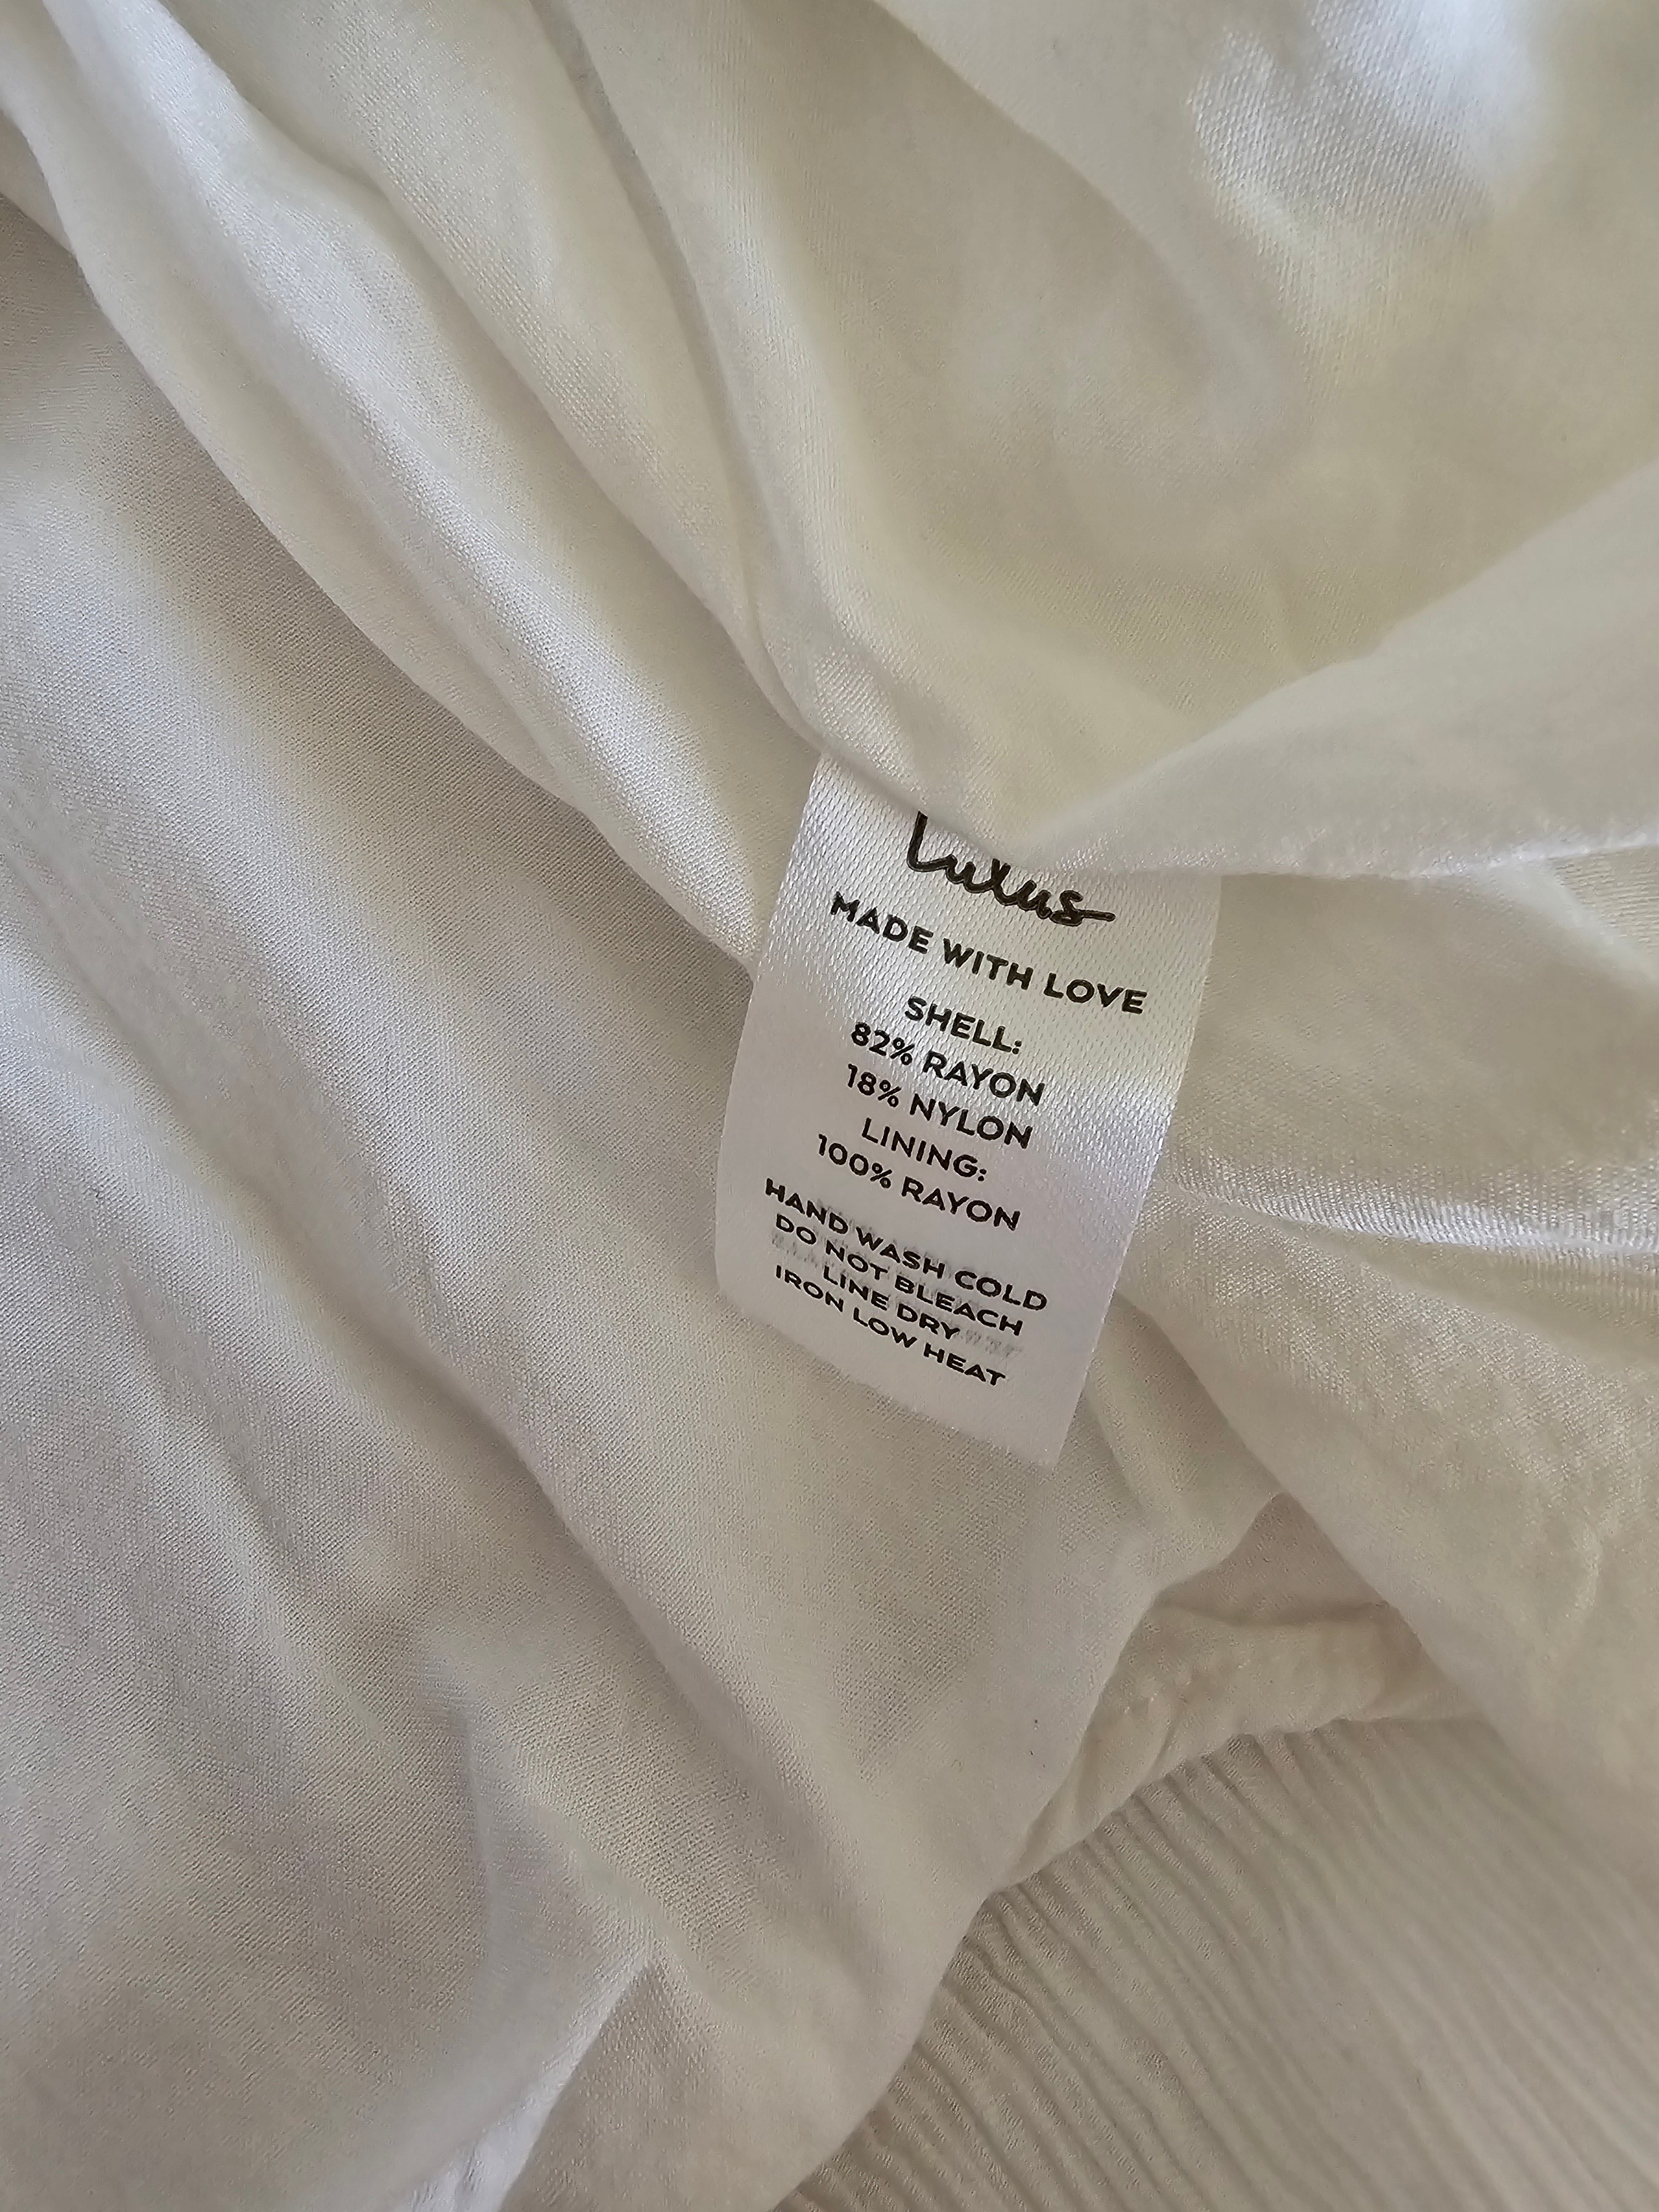 Lulus
MADE WITH LOVE
SHELL:
82% RAYON
18% NYLON
LINING:
100% RAYON
HAND WASH COLD
DO NOT BLEACH
LINE DRY
IRON LOW HEAT